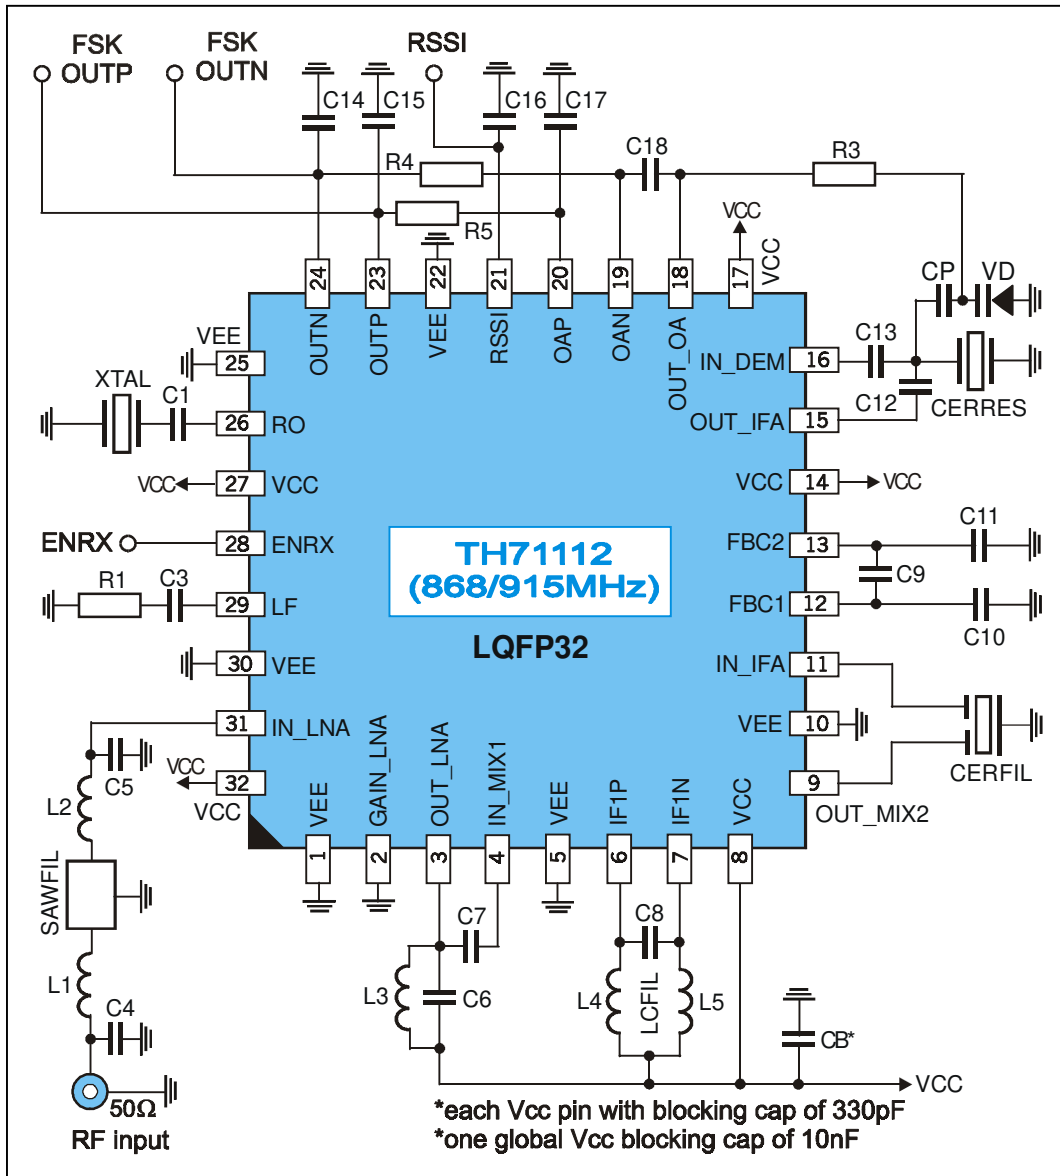 FSK
OUTP
FSK
OUTN
RSSI
C14
C15
C16
C17
R4
C18
R3
R5
VCC
VCC
CP
VD
24
23
22
21
20
19
18
17
OUTN
OUTP
VEE
RSSI
OAP
OAN
OUT_OA
VEE
25
XTAL
C1
26
RO
VCC
27
VCC
ENRX
28
ENRX
R1
C3
29
LF
30
VEE
31
IN_LNA
C5
VCC
32
VCC
L2
SAWFIL
L1
C4
50Ω
RF input
IN_DEM
16
C13
C12
CERRES
OUT_IFA
15
VCC
14
VCC
FBC2
13
C11
C9
FBC1
12
C10
IN_IFA
11
VEE
10
CERFIL
9
OUT_MIX2
TH71112
(868/915MHz)
LQFP32
VEE
GAIN_LNA
OUT_LNA
IN_MIX1
VEE
IF1P
IF1N
VCC
1
2
3
4
5
6
7
8
C7
C8
L3
C6
L4
LCFIL
L5
CB*
VCC
*each Vcc pin with blocking cap of 330pF
*one global Vcc blocking cap of 10nF